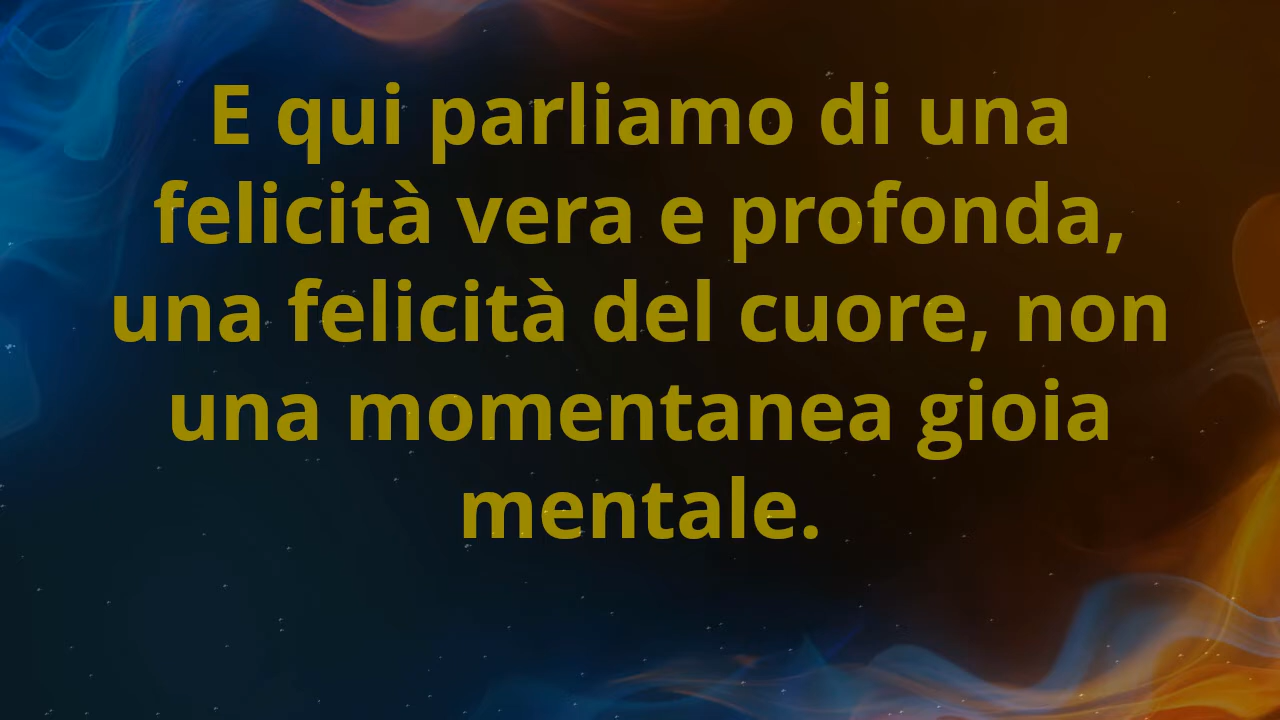 E qui parliamo di una
felicità vera e profonda,
una felicità del cuore, non
una momentanea gioia
mentale.